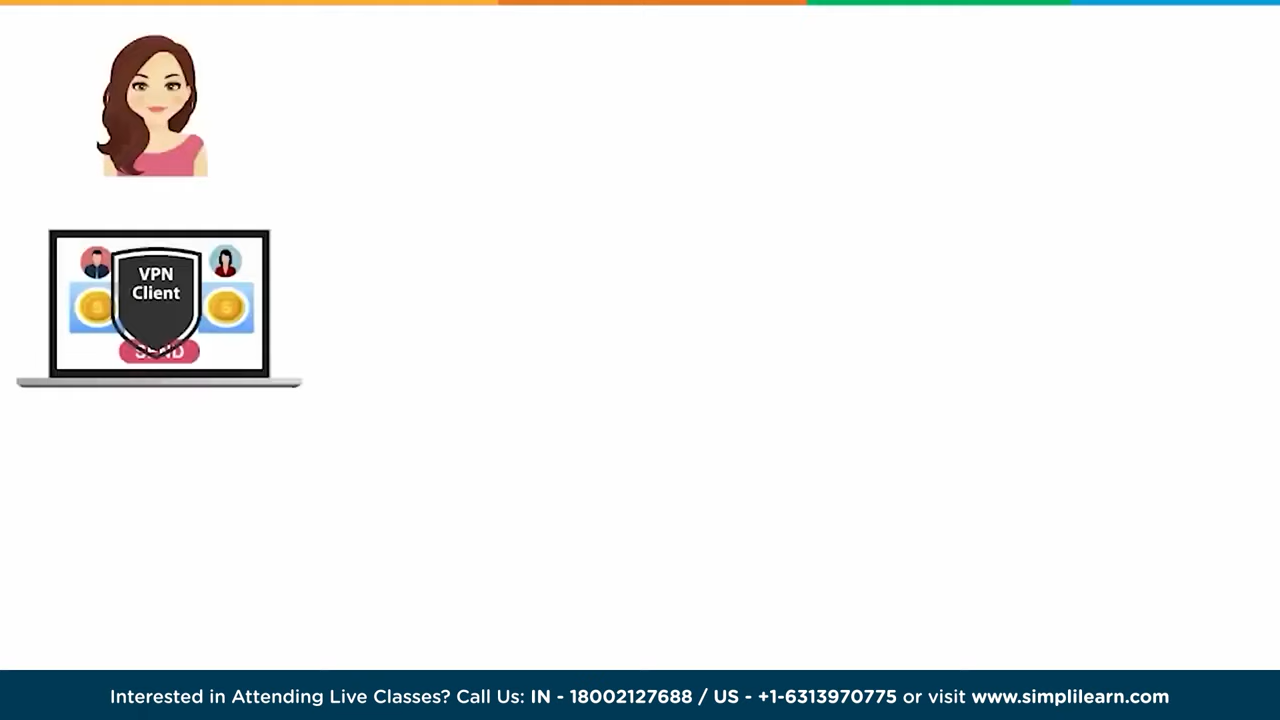 VPN
Client
SEND
Interested in Attending Live Classes? Call Us: IN - 18002127688 / US - +1-6313970775 or visit www.simplilearn.com